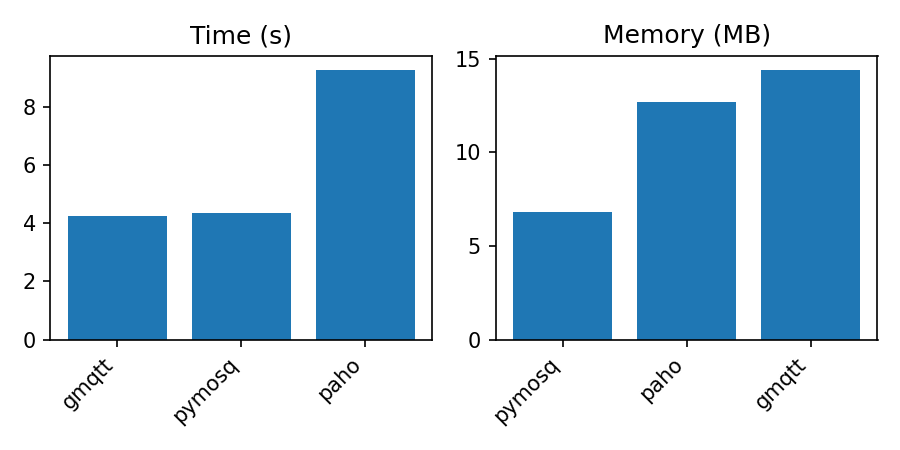 Time (s)
8
6
4
2
0
gmqtt
pymosq
paho
Memory (MB)
15
10
5
0
pymosq
paho
gmqtt